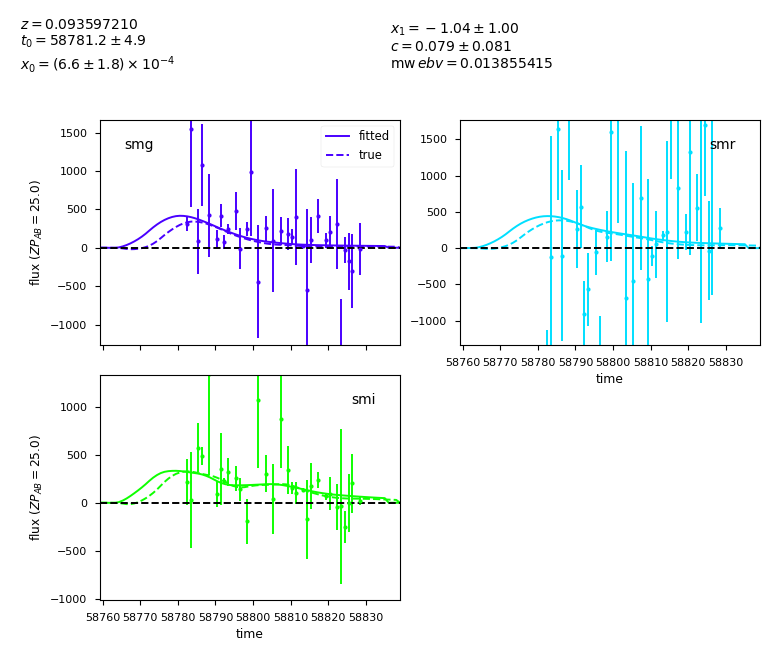 z = 0.093597210
t₀ = 58781.2 ± 4.9
x₀ = (6.6 ± 1.8) × 10⁻⁴
x₁ = −1.04 ± 1.00
c = 0.079 ± 0.081
mw ebv = 0.013855415
smg
fitted
true
1500
1000
500
0
−500
−1000
flux (ZP_AB = 25.0)
smr
1500
1000
500
0
−500
−1000
58760 58770 58780 58790 58800 58810 58820 58830
time
smi
1000
500
0
−500
−1000
flux (ZP_AB = 25.0)
58760 58770 58780 58790 58800 58810 58820 58830
time